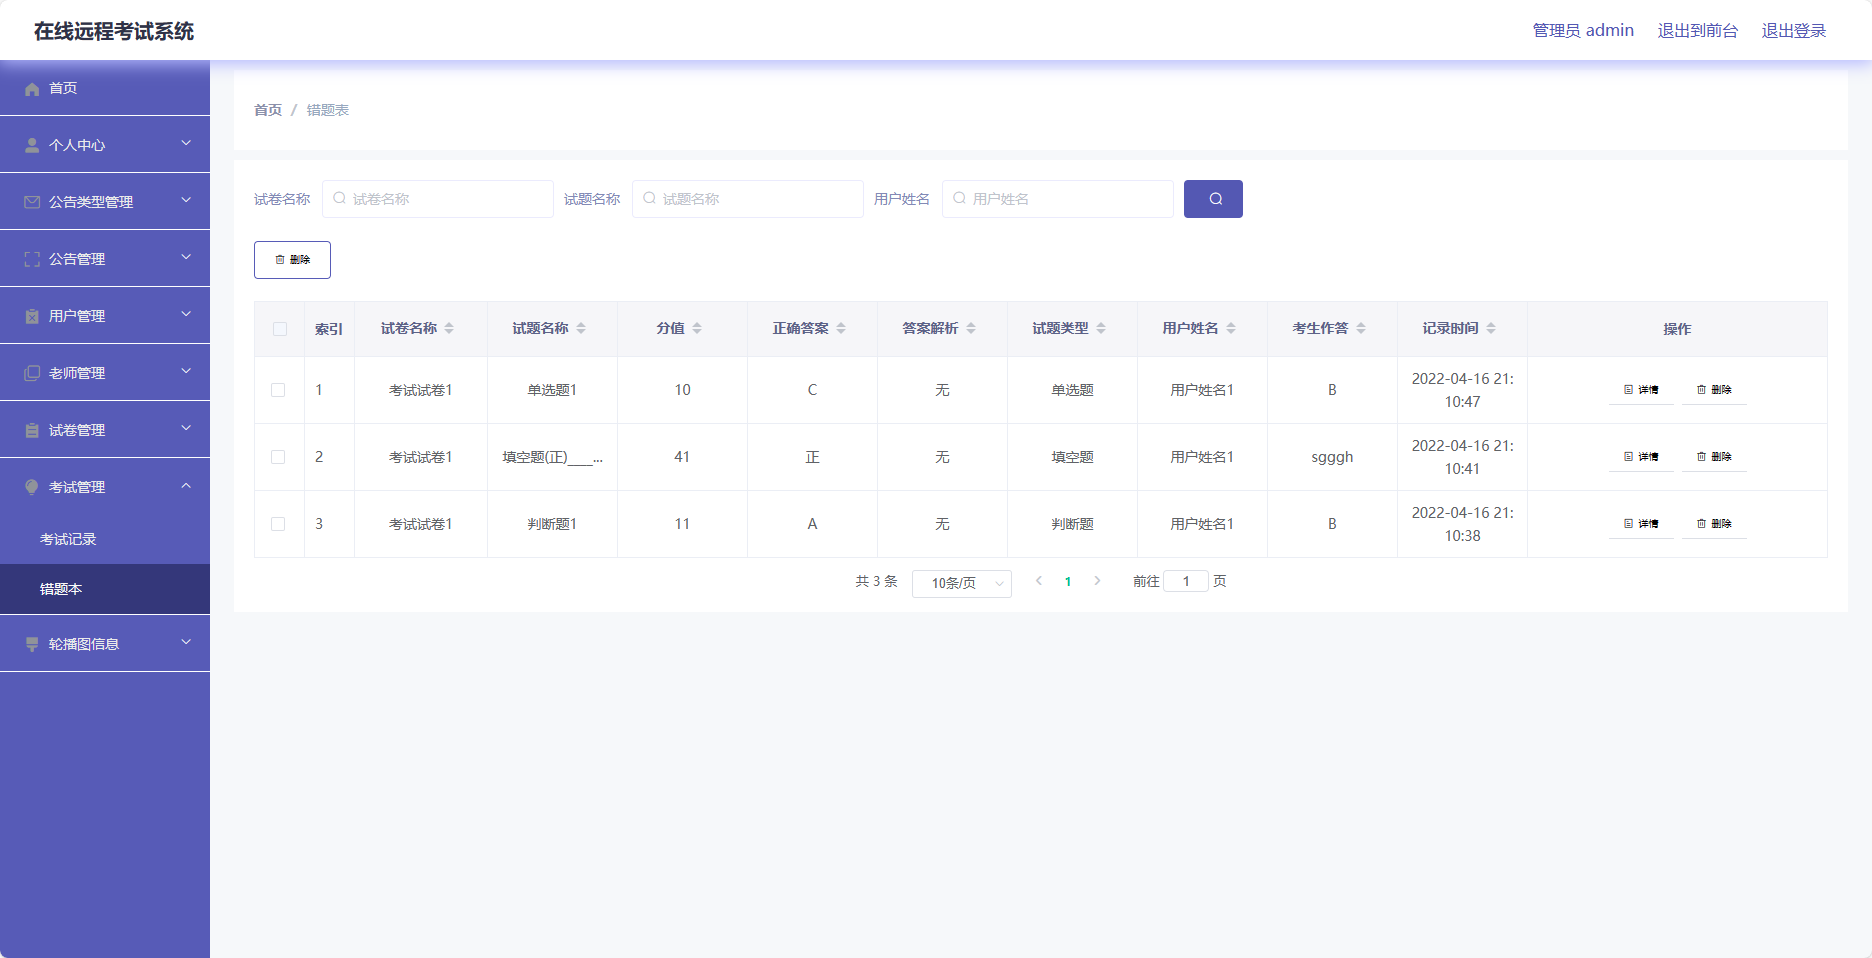 在线远程考试系统
管理员 admin 退出到前台 退出登录
首页
个人中心
公告类型管理
公告管理
用户管理
老师管理
试卷管理
考试管理
考试记录
错题本
轮播图信息
首页 / 错题表
试卷名称 试卷名称 试题名称 试题名称 用户姓名 用户姓名
删除
索引 试卷名称 试题名称 分值 正确答案 答案解析 试题类型 用户姓名 考生作答 记录时间 操作
1 考试试卷1 单选题1 10 C 无 单选题 用户姓名1 B 2022-04-16 21:10:47 详情 删除
2 考试试卷1 填空题(正)____... 41 正 无 填空题 用户姓名1 sgggh 2022-04-16 21:10:41 详情 删除
3 考试试卷1 判断题1 11 A 无 判断题 用户姓名1 B 2022-04-16 21:10:38 详情 删除
共 3 条 10条/页 1 前往 1 页